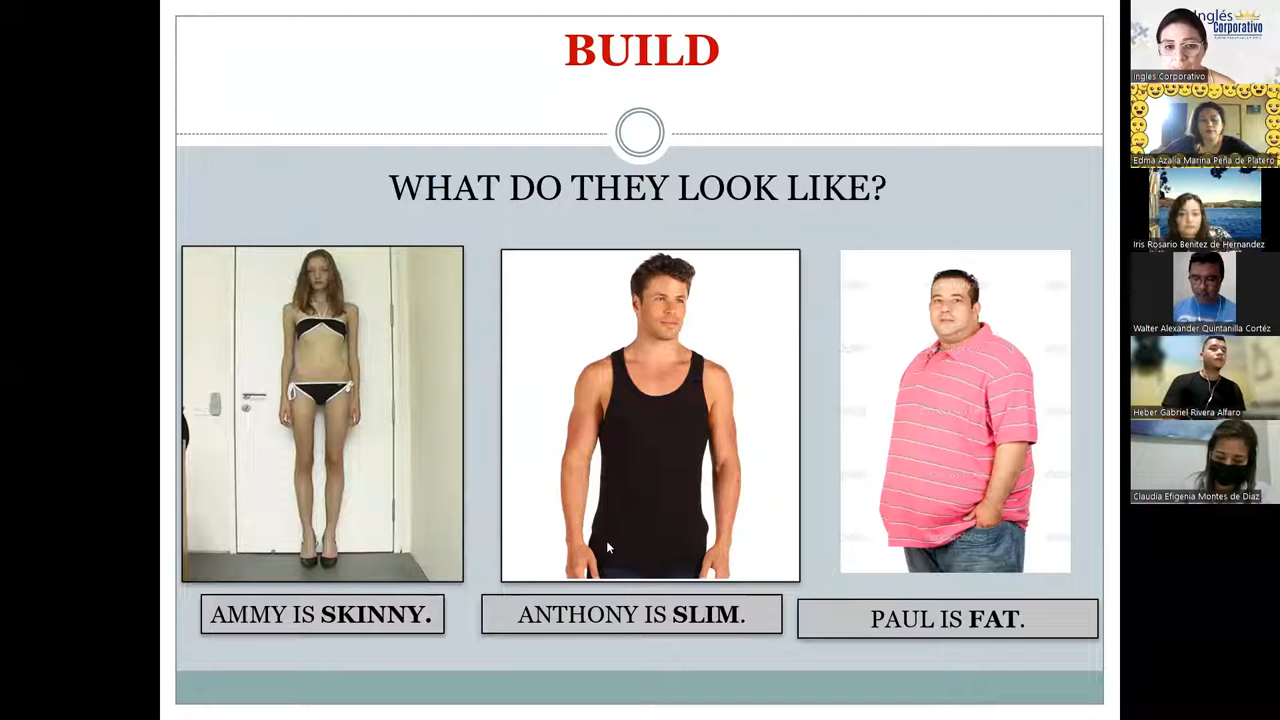 BUILD
WHAT DO THEY LOOK LIKE?
AMMY IS SKINNY.
ANTHONY IS SLIM.
PAUL IS FAT.
Inglés
Corporativo
Ingles Corporativo
Edma Azalia Marina Peña de Platero
Iris Rosario Benitez de Hernandez
Walter Alexander Quintanilla Cortéz
Heber Gabriel Rivera Alfaro
Claudia Efigenia Montes de Diaz